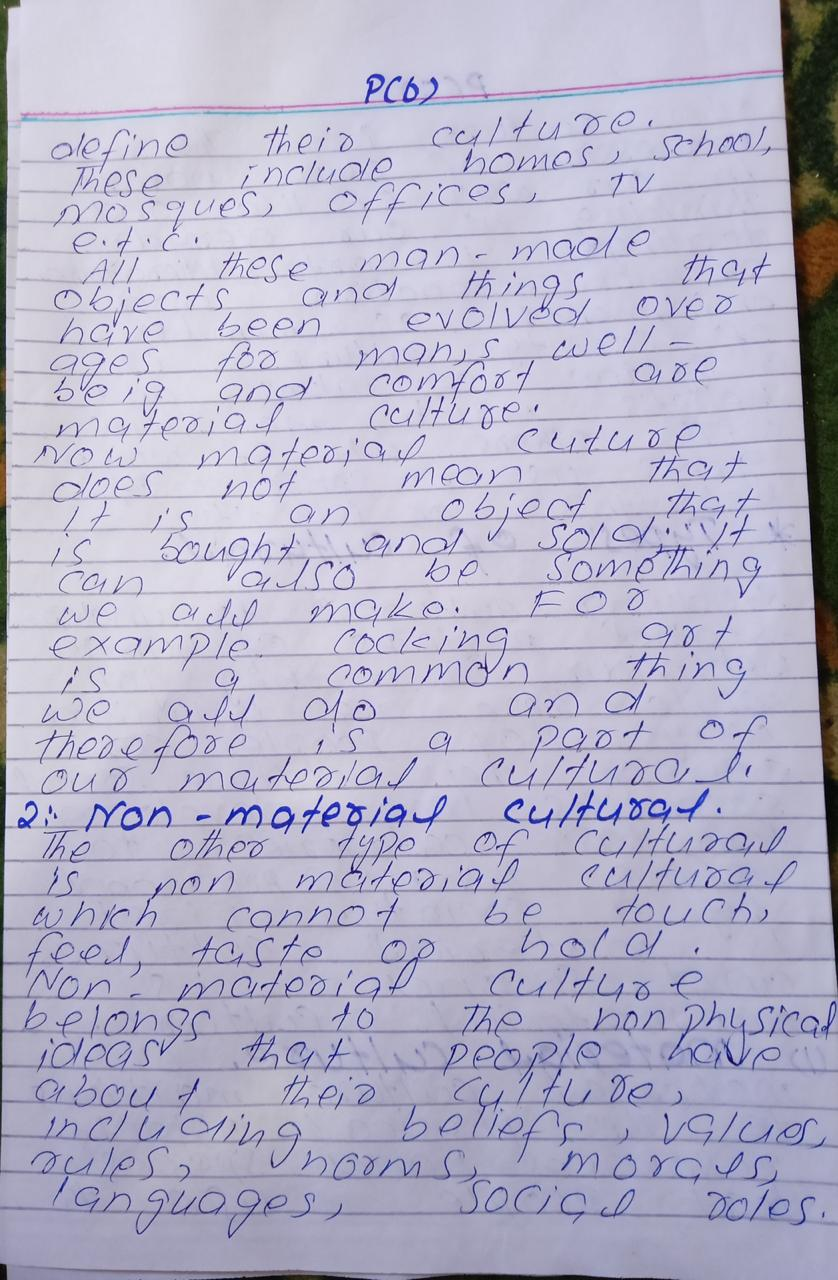 P(6)
define their culture.
These include homes, school,
mosques, offices, TV
e.t.c.
All these man-made
objects and things that
have been evolved over
ages for man,s well-
beig and comfort are
material culture.
Now material cuture
does not mean that
it is an object that
is bought and sold; it
can also be something
we all make. For
example cocking art
is a common thing
we all do and
therefore is a part of
our material cultural.
2:- Non-material cultural.
The other type of cultural
is non material cultural
which cannot be touch,
feel, taste or hold.
Non-material culture
belongs to the non physical
ideas that people have
about their culture,
including beliefs, values,
rules, norms, morals,
languages, social roles.